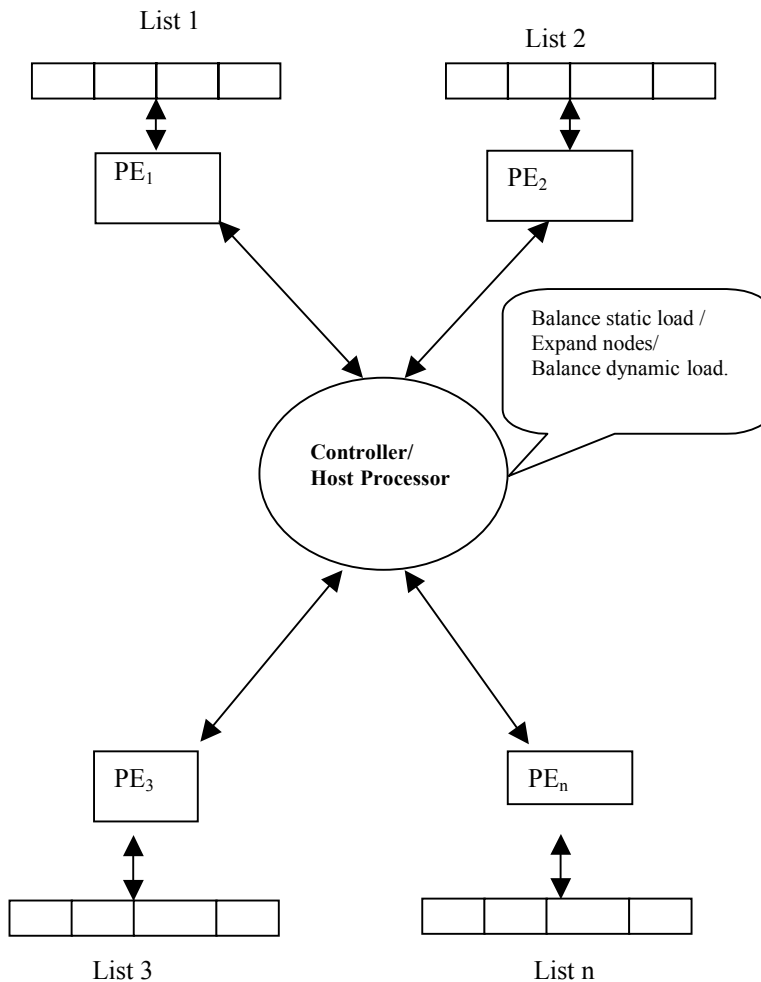 List 1
List 2
PE₁
PE₂
Balance static load /
Expand nodes/
Balance dynamic load.
Controller/
Host Processor
PE₃
PEₙ
List 3
List n